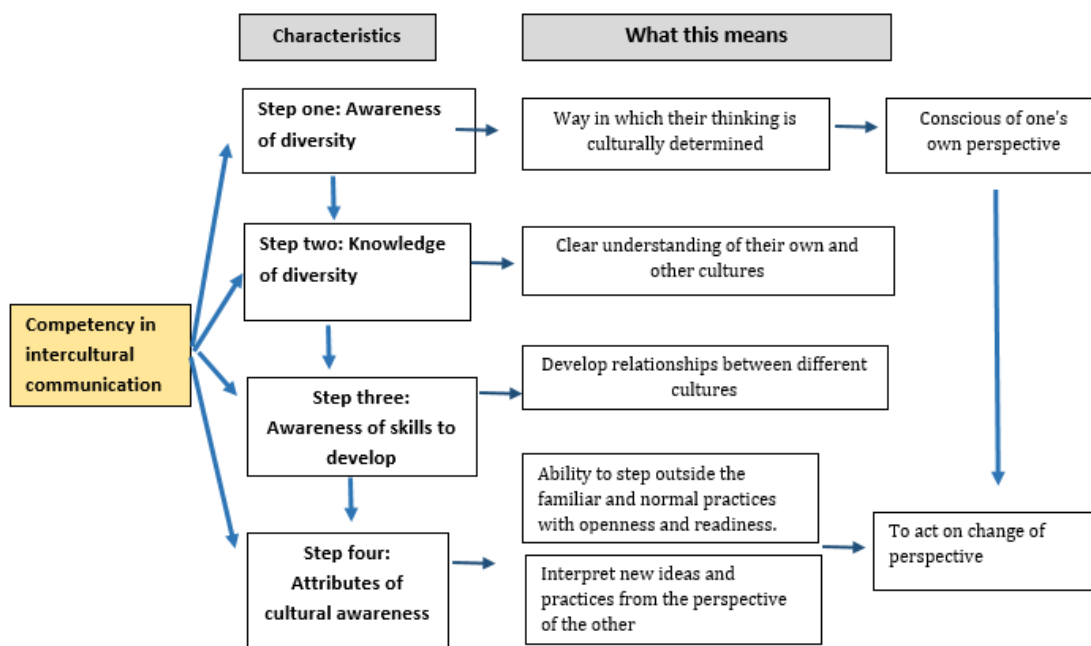 Characteristics
What this means
Step one: Awareness
of diversity
Way in which their thinking is
culturally determined
Conscious of one's
own perspective
Step two: Knowledge
of diversity
Clear understanding of their own and
other cultures
Competency in
intercultural
communication
Step three:
Awareness of skills to
develop
Develop relationships between different
cultures
Step four:
Attributes of
cultural awareness
Ability to step outside the
familiar and normal practices
with openness and readiness.
Interpret new ideas and
practices from the perspective
of the other
To act on change of
perspective